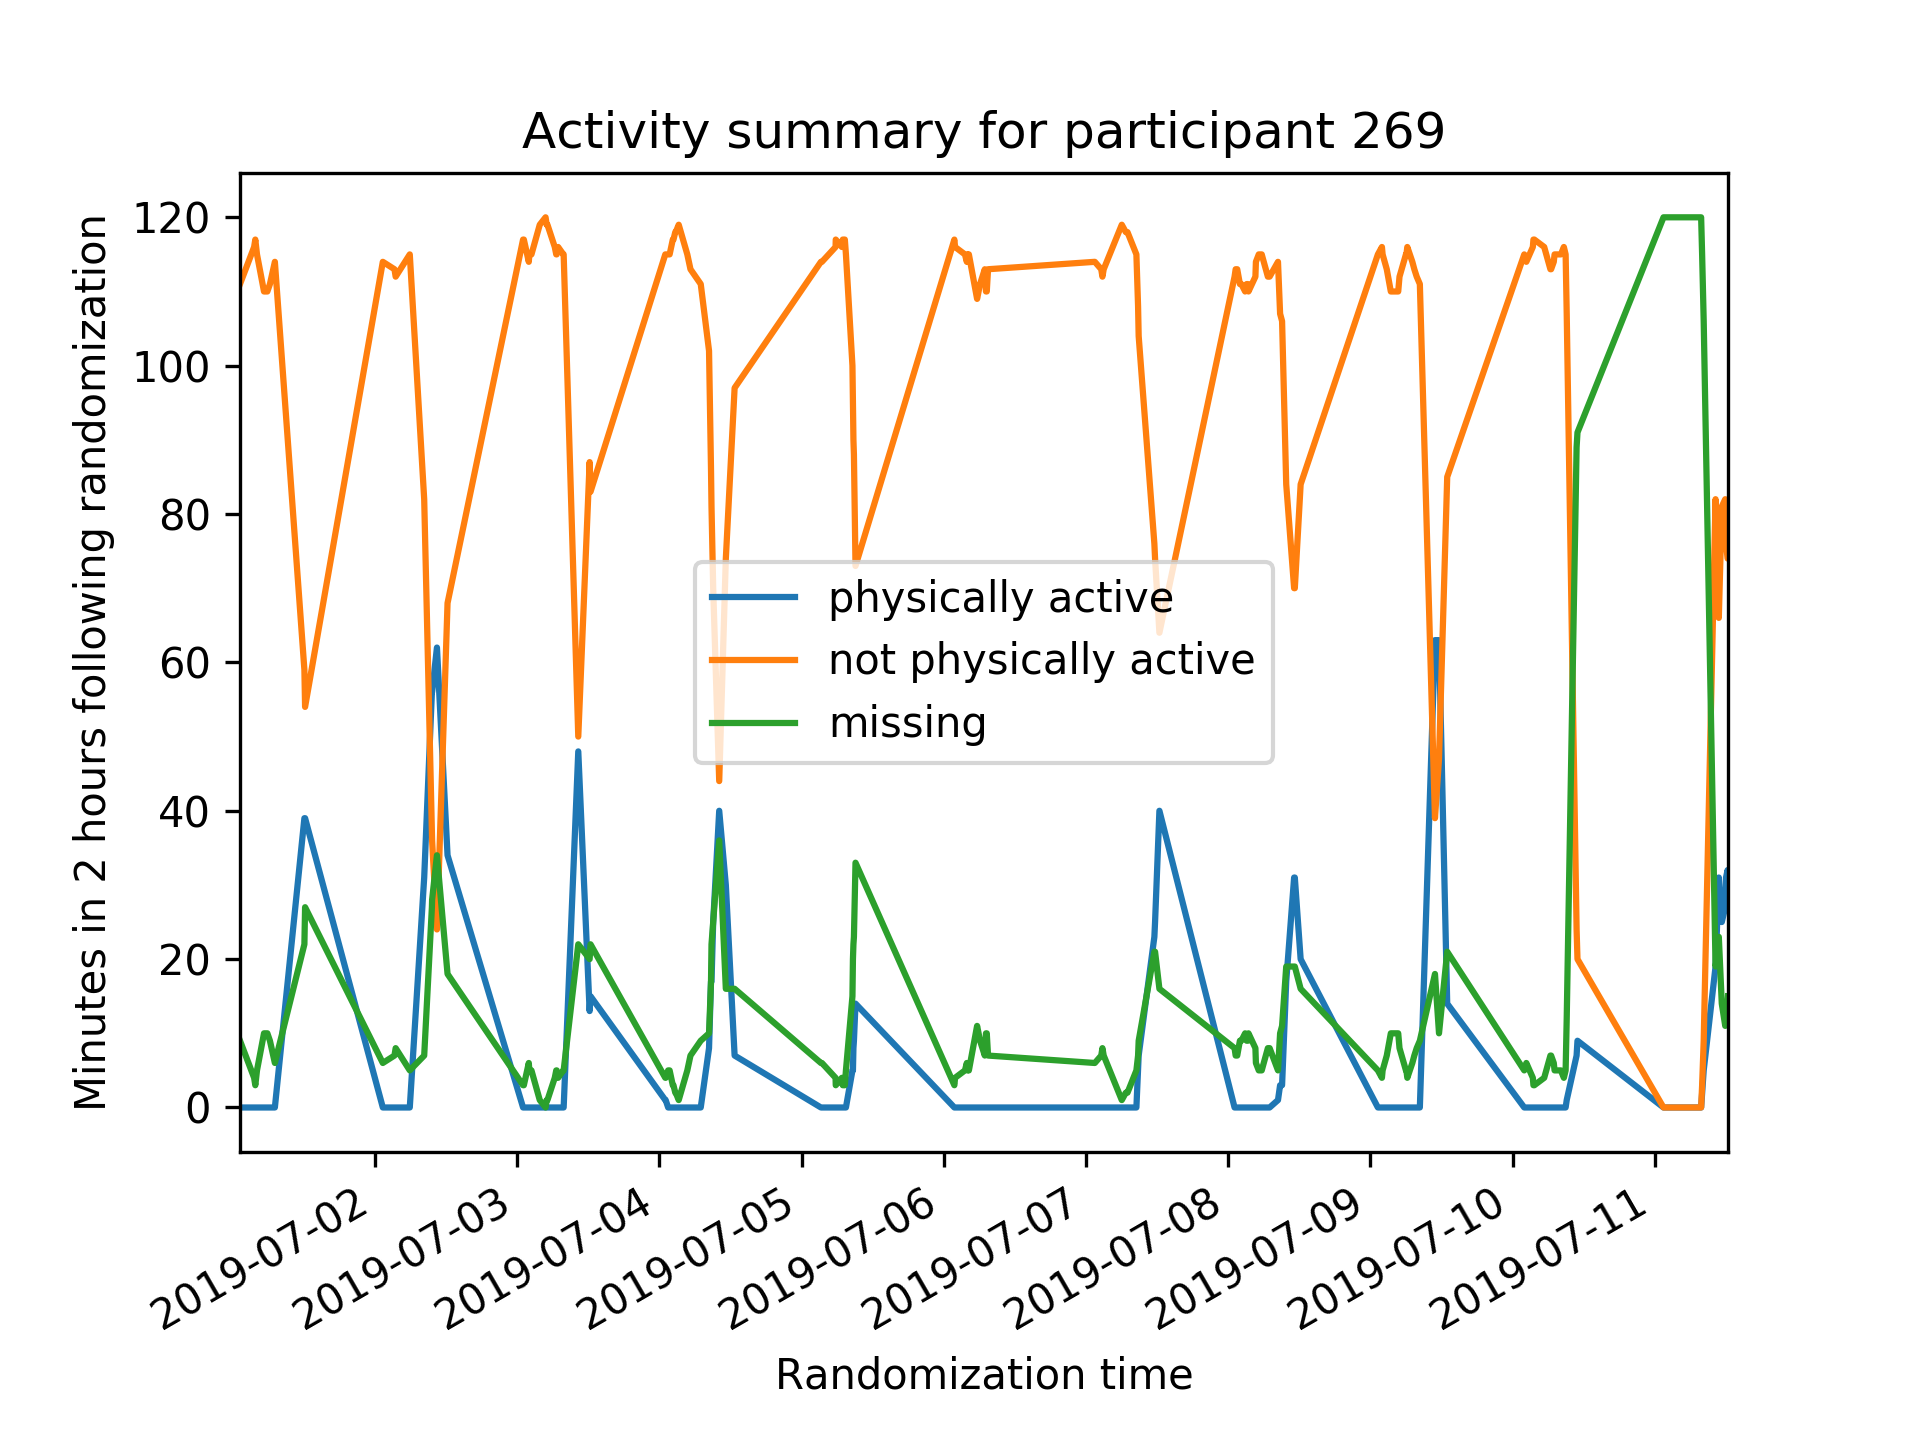 Activity summary for participant 269
Minutes in 2 hours following randomization
120
100
80
60
40
20
0
physically active
not physically active
missing
2019-07-02
2019-07-03
2019-07-04
2019-07-05
2019-07-06
2019-07-07
2019-07-08
2019-07-09
2019-07-10
2019-07-11
Randomization time